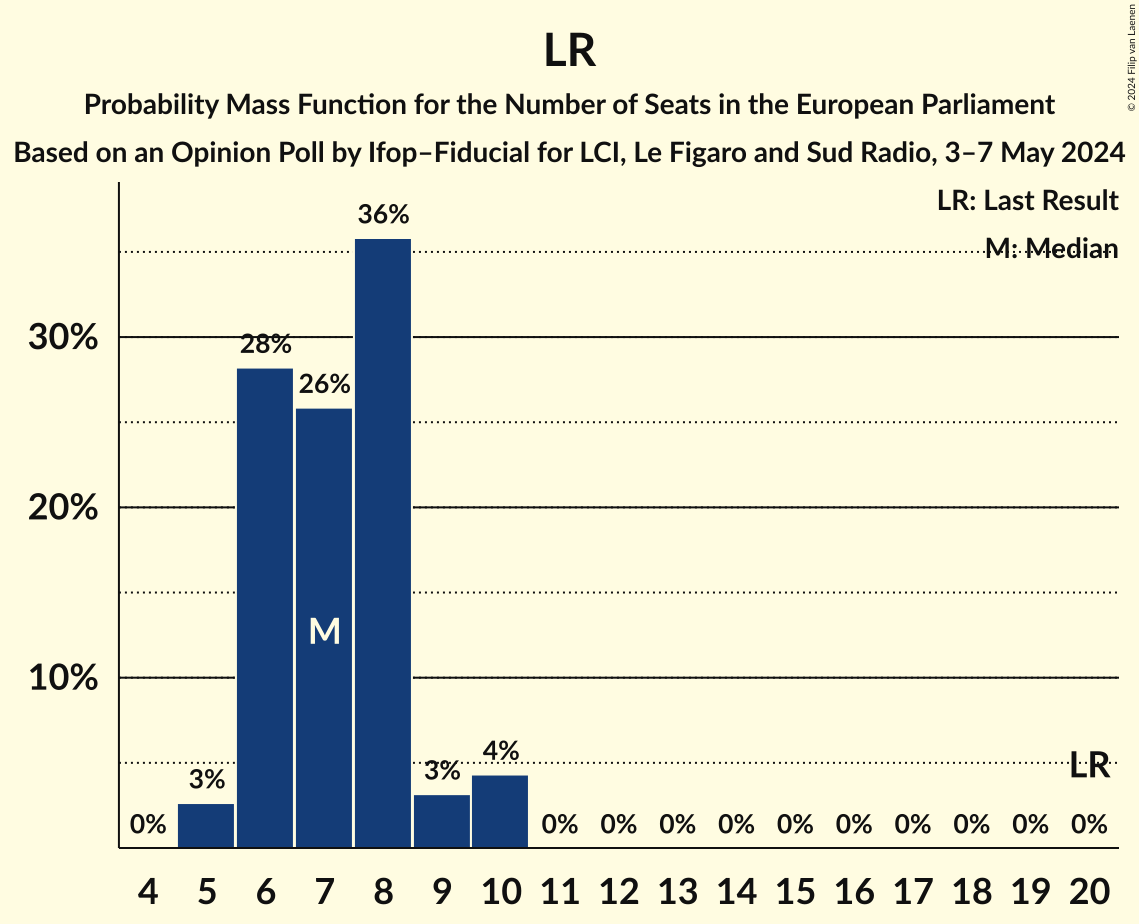 LR
Probability Mass Function for the Number of Seats in the European Parliament
Based on an Opinion Poll by Ifop–Fiducial for LCI, Le Figaro and Sud Radio, 3–7 May 2024
© 2024 Filip van Laenen
LR: Last Result
M: Median
36%
30%
28%
26%
20%
M
10%
LR
0% 3% 3% 4% 0% 0% 0% 0% 0% 0% 0% 0% 0% 0%
4 5 6 7 8 9 10 11 12 13 14 15 16 17 18 19 20